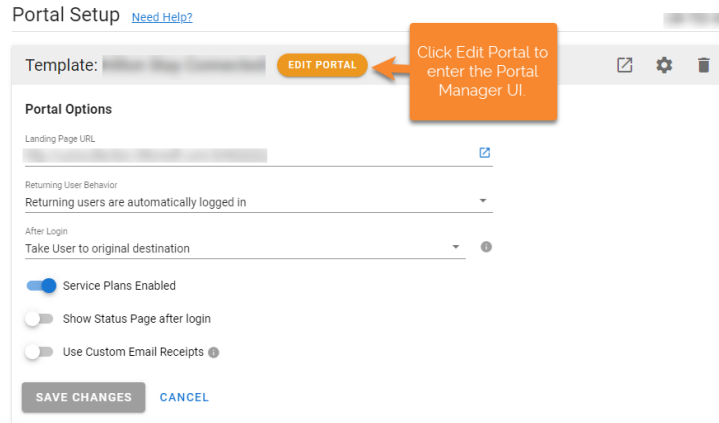 Portal Setup Need Help?
Template: EDIT PORTAL
Click Edit Portal to
enter the Portal
Manager UI.
Portal Options
Landing Page URL
Returning User Behavior
Returning users are automatically logged in
After Login
Take User to original destination
Service Plans Enabled
Show Status Page after login
Use Custom Email Receipts
SAVE CHANGES CANCEL